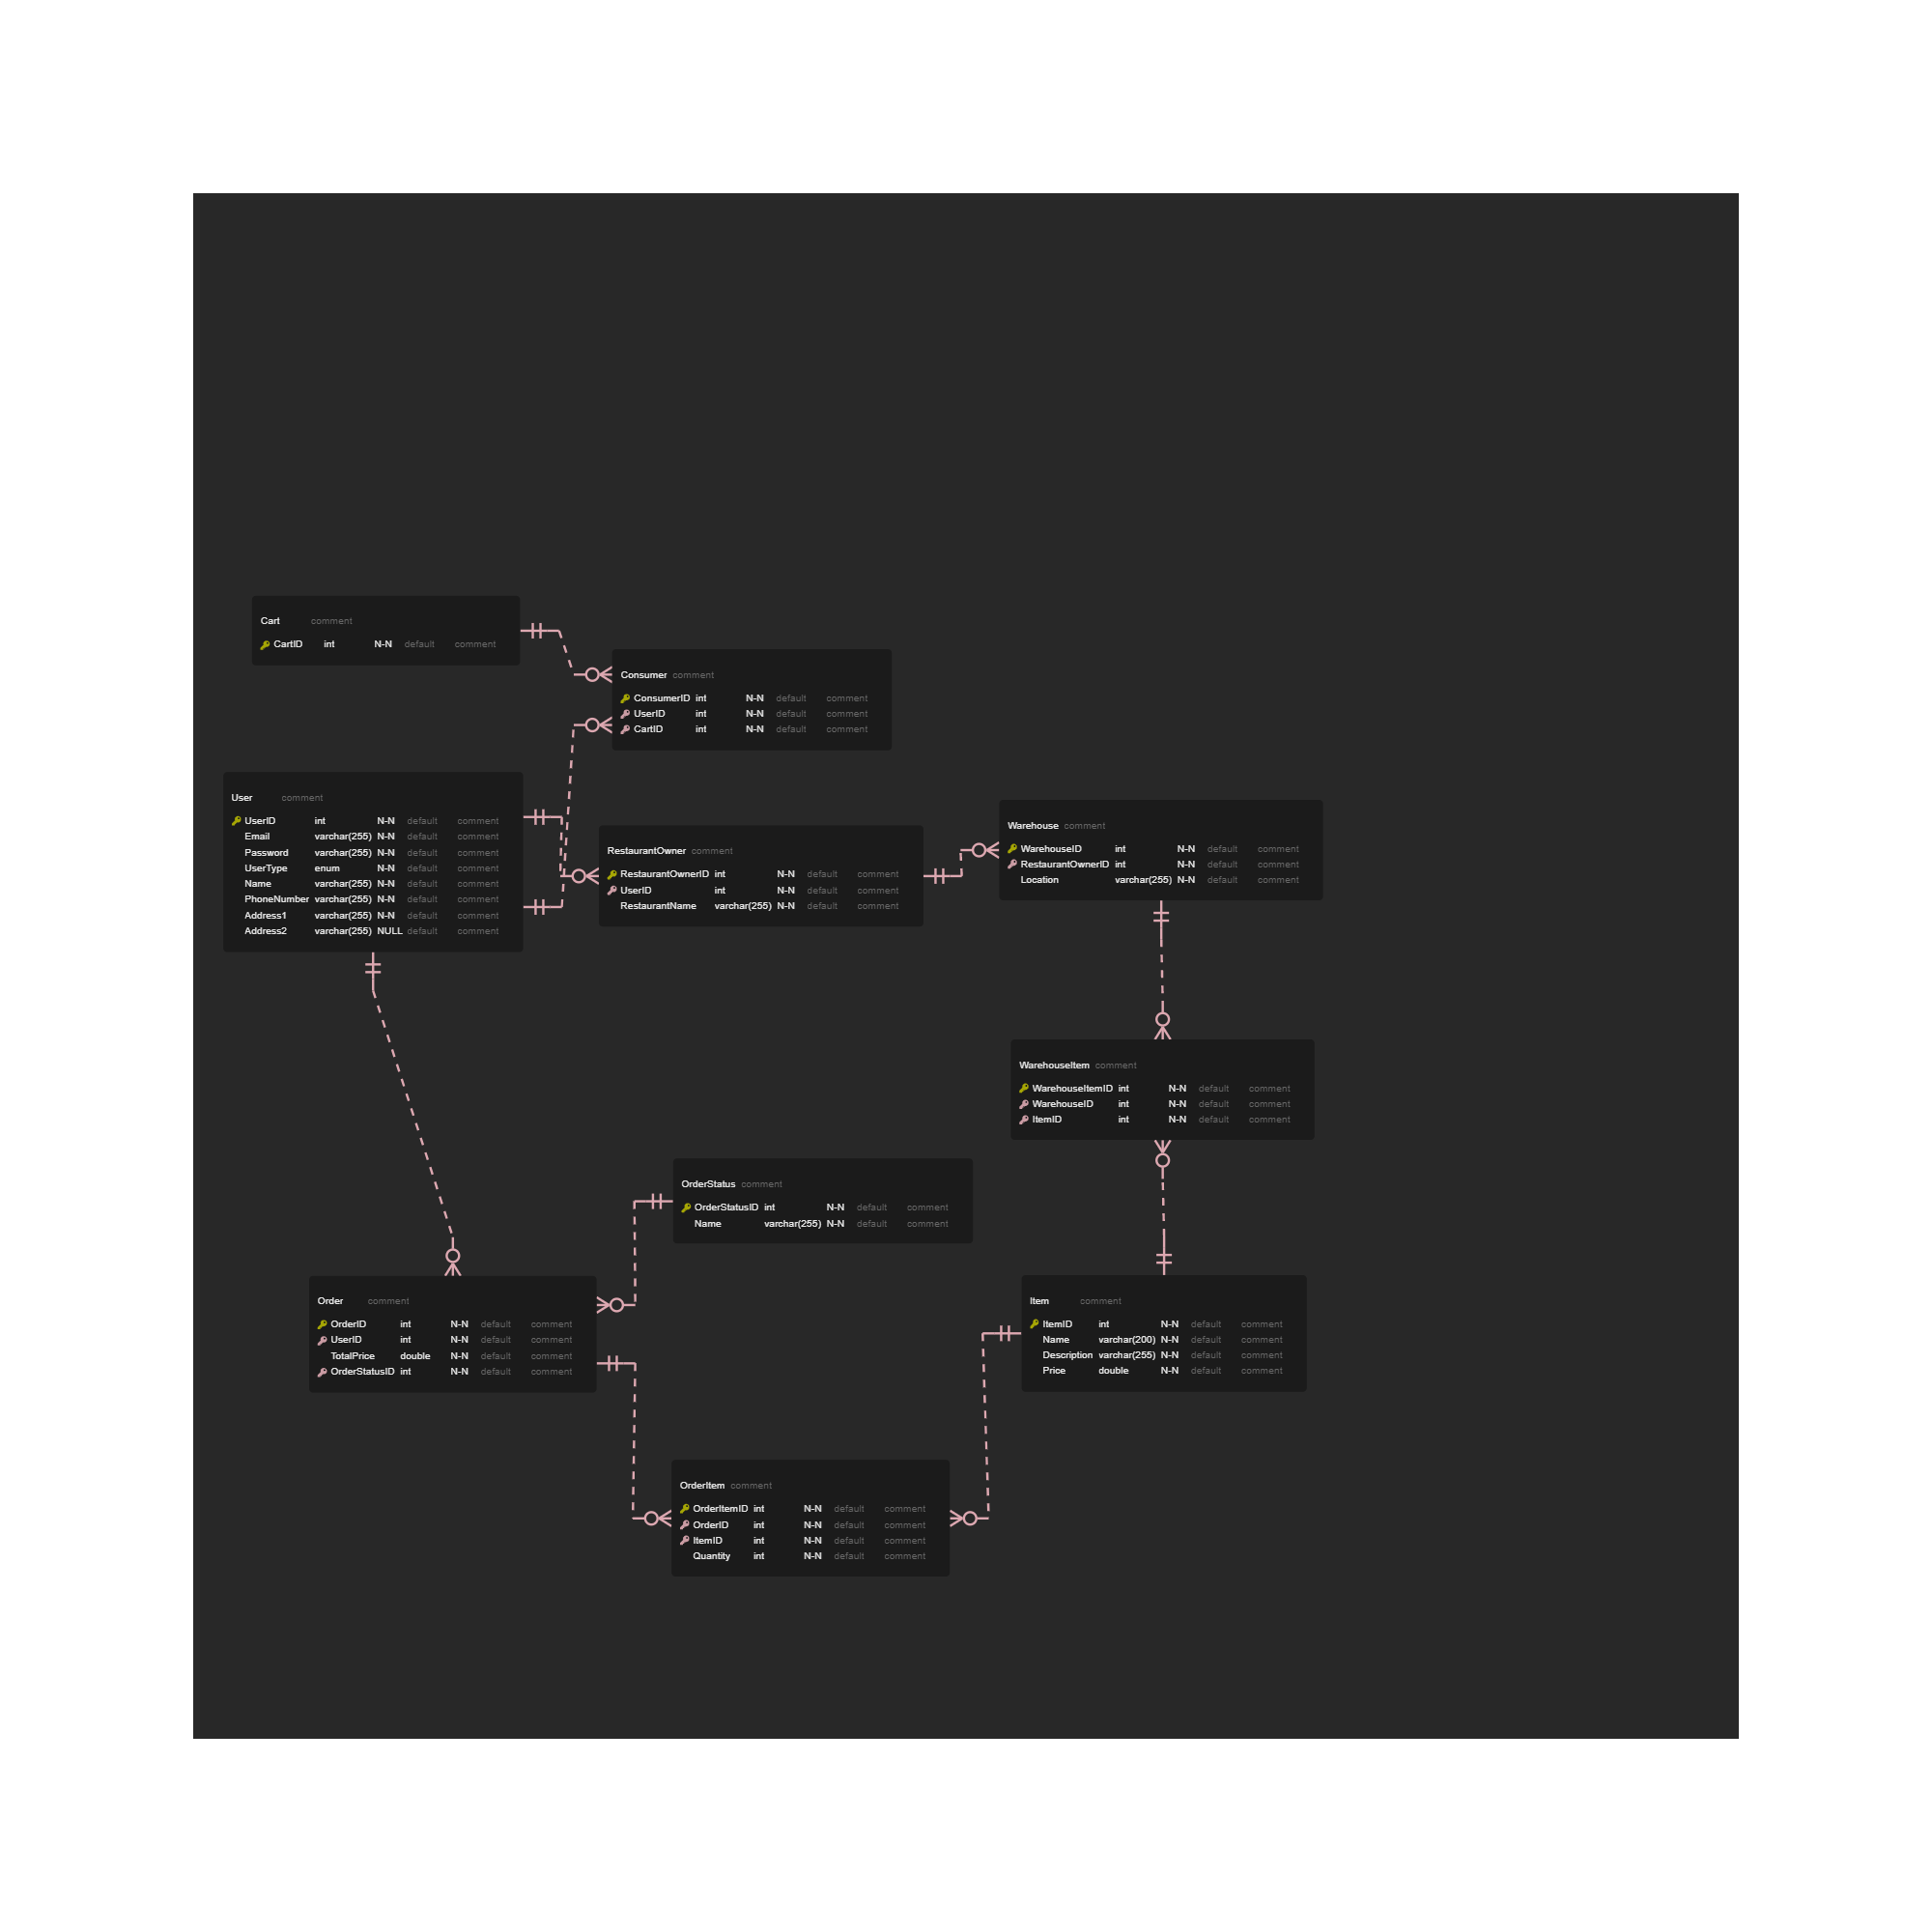 Cart comment
CartID int N-N default comment
Consumer comment
ConsumerID int N-N default comment
UserID int N-N default comment
CartID int N-N default comment
User comment
UserID int N-N default comment
Email varchar(255) N-N default comment
Password varchar(255) N-N default comment
UserType enum N-N default comment
Name varchar(255) N-N default comment
PhoneNumber varchar(255) N-N default comment
Address1 varchar(255) N-N default comment
Address2 varchar(255) NULL default comment
RestaurantOwner comment
RestaurantOwnerID int N-N default comment
UserID int N-N default comment
RestaurantName varchar(255) N-N default comment
Warehouse comment
WarehouseID int N-N default comment
RestaurantOwnerID int N-N default comment
Location varchar(255) N-N default comment
WarehouseItem comment
WarehouseItemID int N-N default comment
WarehouseID int N-N default comment
ItemID int N-N default comment
OrderStatus comment
OrderStatusID int N-N default comment
Name varchar(255) N-N default comment
Order comment
OrderID int N-N default comment
UserID int N-N default comment
TotalPrice double N-N default comment
OrderStatusID int N-N default comment
Item comment
ItemID int N-N default comment
Name varchar(200) N-N default comment
Description varchar(255) N-N default comment
Price double N-N default comment
OrderItem comment
OrderItemID int N-N default comment
OrderID int N-N default comment
ItemID int N-N default comment
Quantity int N-N default comment